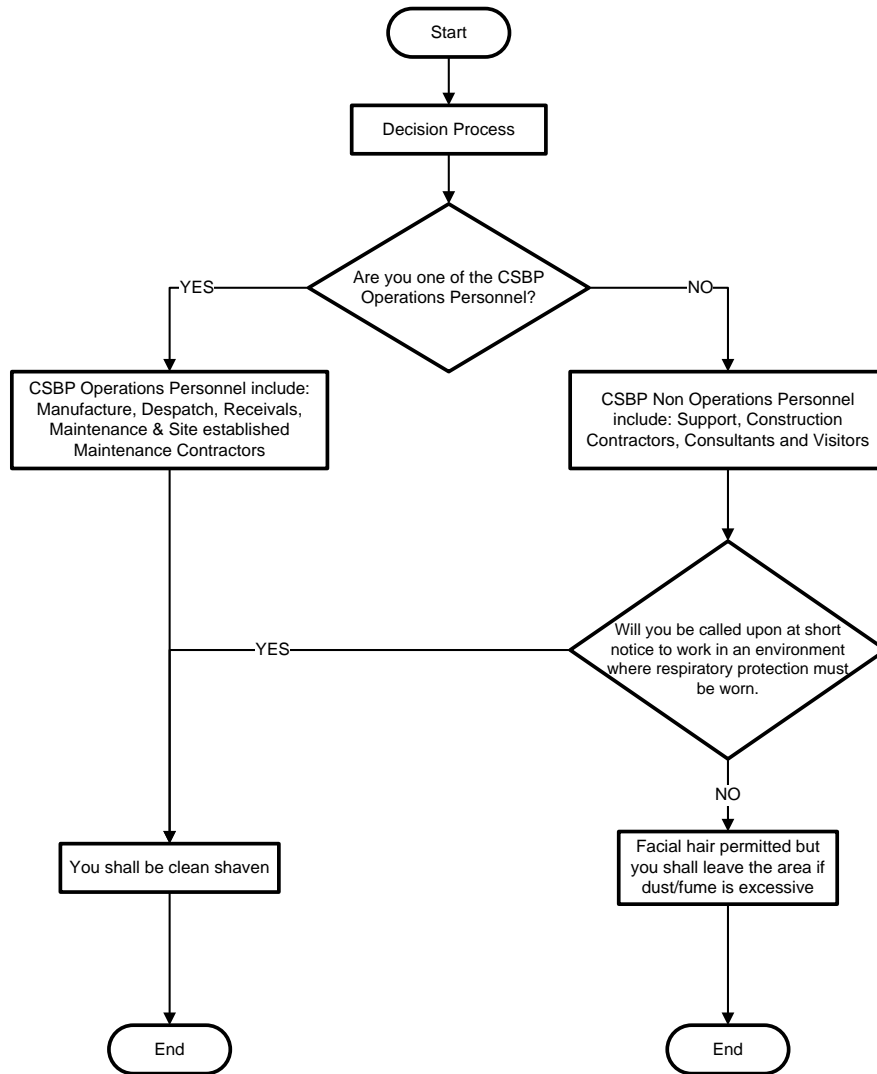 Start
Decision Process
Are you one of the CSBP
Operations Personnel?
YES
NO
CSBP Operations Personnel include:
Manufacture, Despatch, Receivals,
Maintenance & Site established
Maintenance Contractors
CSBP Non Operations Personnel
include: Support, Construction
Contractors, Consultants and Visitors
Will you be called upon at short
notice to work in an environment
where respiratory protection must
be worn.
YES
NO
You shall be clean shaven
Facial hair permitted but
you shall leave the area if
dust/fume is excessive
End
End